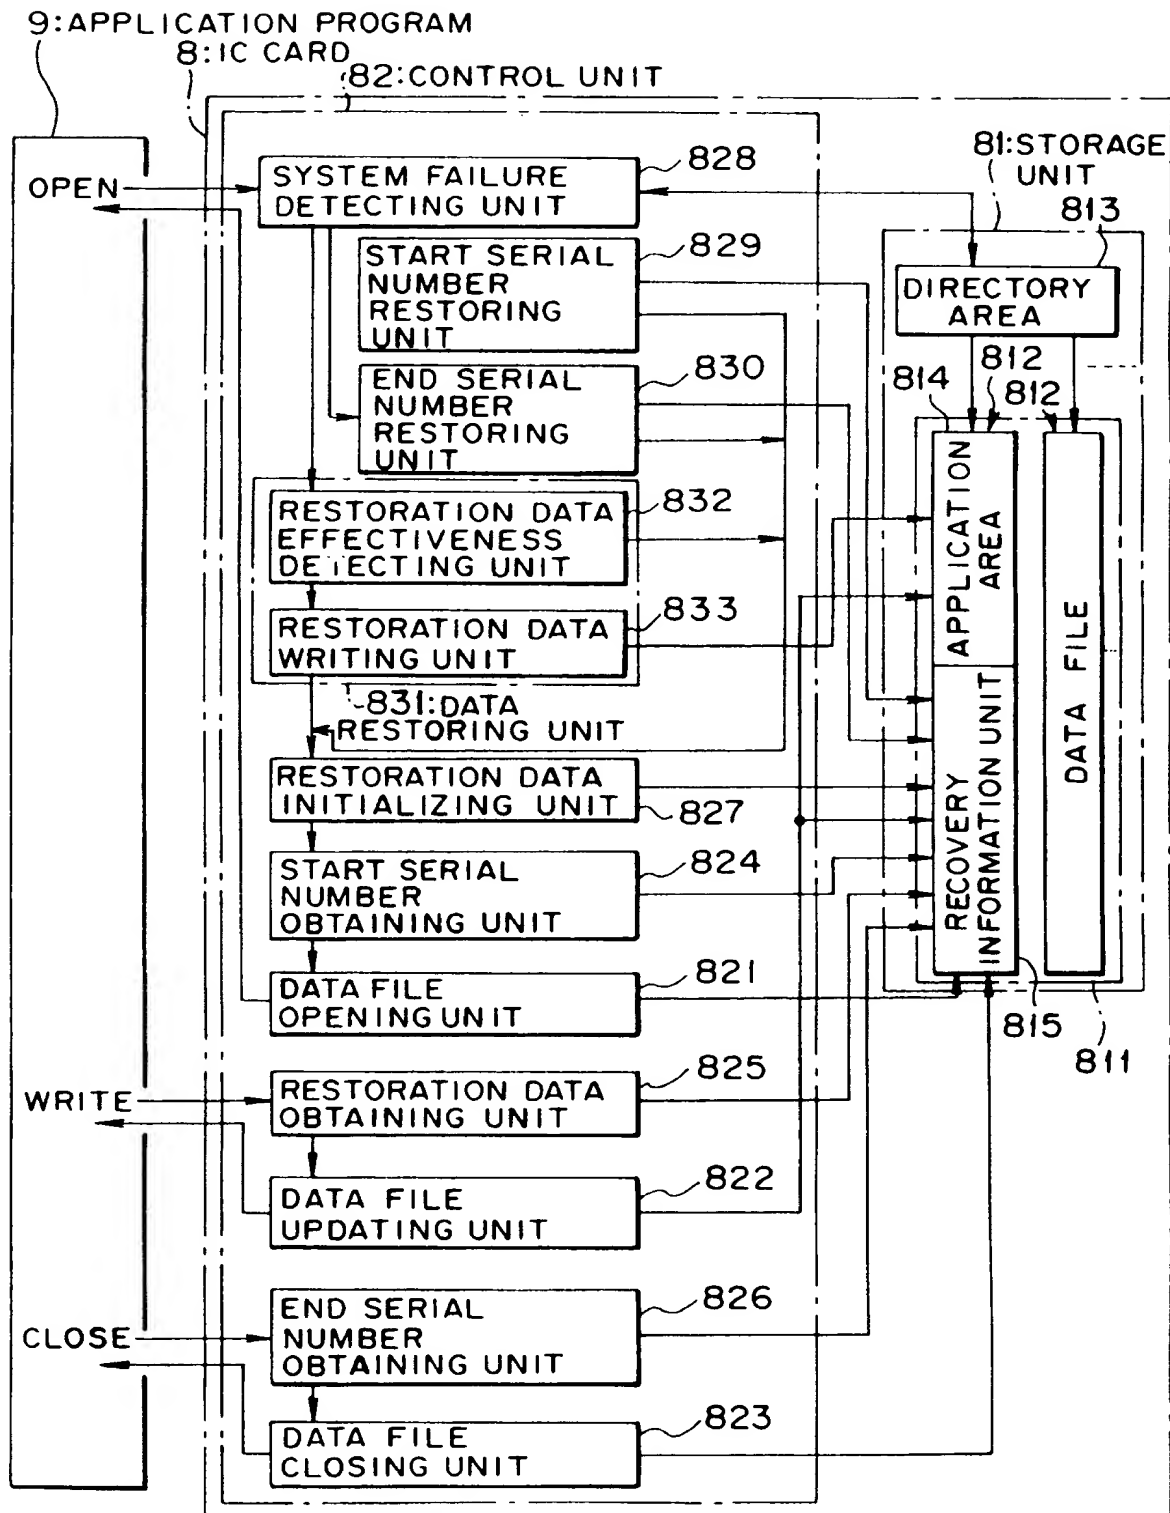 9:APPLICATION PROGRAM
8:IC CARD
82:CONTROL UNIT
81:STORAGE
UNIT
OPEN
SYSTEM FAILURE
DETECTING UNIT
828
813
START SERIAL
NUMBER
RESTORING
UNIT
829
DIRECTORY
AREA
END SERIAL
NUMBER
RESTORING
UNIT
830
814
812
812
RESTORATION DATA
EFFECTIVENESS
DETECTING UNIT
832
APPLICATION
AREA
RESTORATION DATA
WRITING UNIT
833
831:DATA
RESTORING UNIT
DATA FILE
RESTORATION DATA
INITIALIZING UNIT
827
RECOVERY
INFORMATION UNIT
START SERIAL
NUMBER
OBTAINING UNIT
824
DATA FILE
OPENING UNIT
821
815
811
WRITE
RESTORATION DATA
OBTAINING UNIT
825
DATA FILE
UPDATING UNIT
822
CLOSE
END SERIAL
NUMBER
OBTAINING UNIT
826
DATA FILE
CLOSING UNIT
823